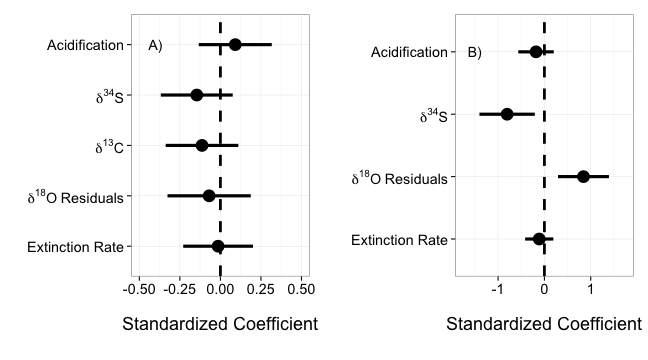 A)
Acidification
δ³⁴S
δ¹³C
δ¹⁸O Residuals
Extinction Rate
-0.50 -0.25 0.00 0.25 0.50
Standardized Coefficient
B)
Acidification
δ³⁴S
δ¹⁸O Residuals
Extinction Rate
-1 0 1
Standardized Coefficient